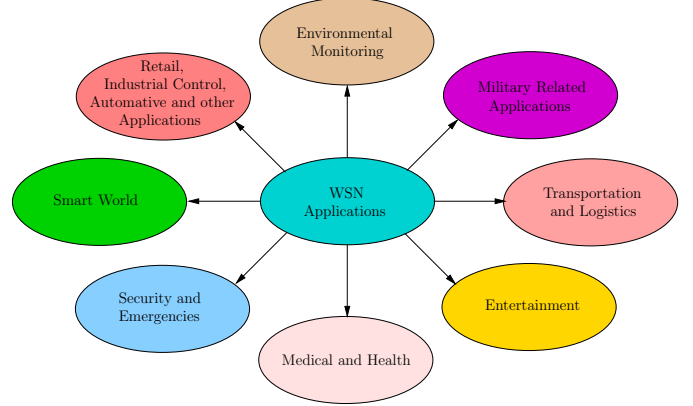 Environmental
Monitoring
Retail,
Industrial Control,
Automative and other
Applications
Military Related
Applications
Smart World
WSN
Applications
Transportation
and Logistics
Security and
Emergencies
Entertainment
Medical and Health